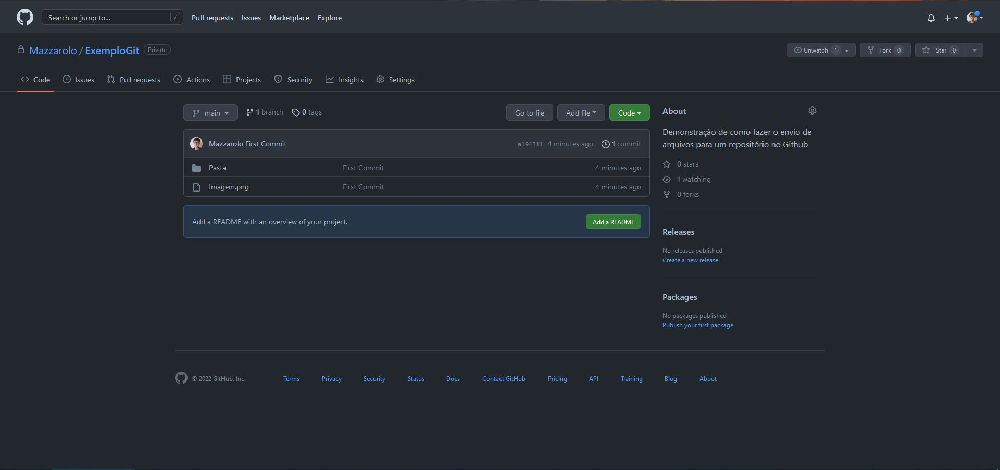 Search or jump to... /
Pull requests Issues Marketplace Explore
Mazzarolo / ExemploGit Private
Unwatch 1 Fork 0 Star 0
Code Issues Pull requests Actions Projects Security Insights Settings
main 1 branch 0 tags
Go to file Add file Code
Mazzarolo First Commit a194311 4 minutes ago 1 commit
Pasta First Commit 4 minutes ago
Imagem.png First Commit 4 minutes ago
Add a README with an overview of your project. Add a README
About
Demonstração de como fazer o envio de
arquivos para um repositório no Github
0 stars
1 watching
0 forks
Releases
No releases published
Create a new release
Packages
No packages published
Publish your first package
© 2022 GitHub, Inc. Terms Privacy Security Status Docs Contact GitHub Pricing API Training Blog About